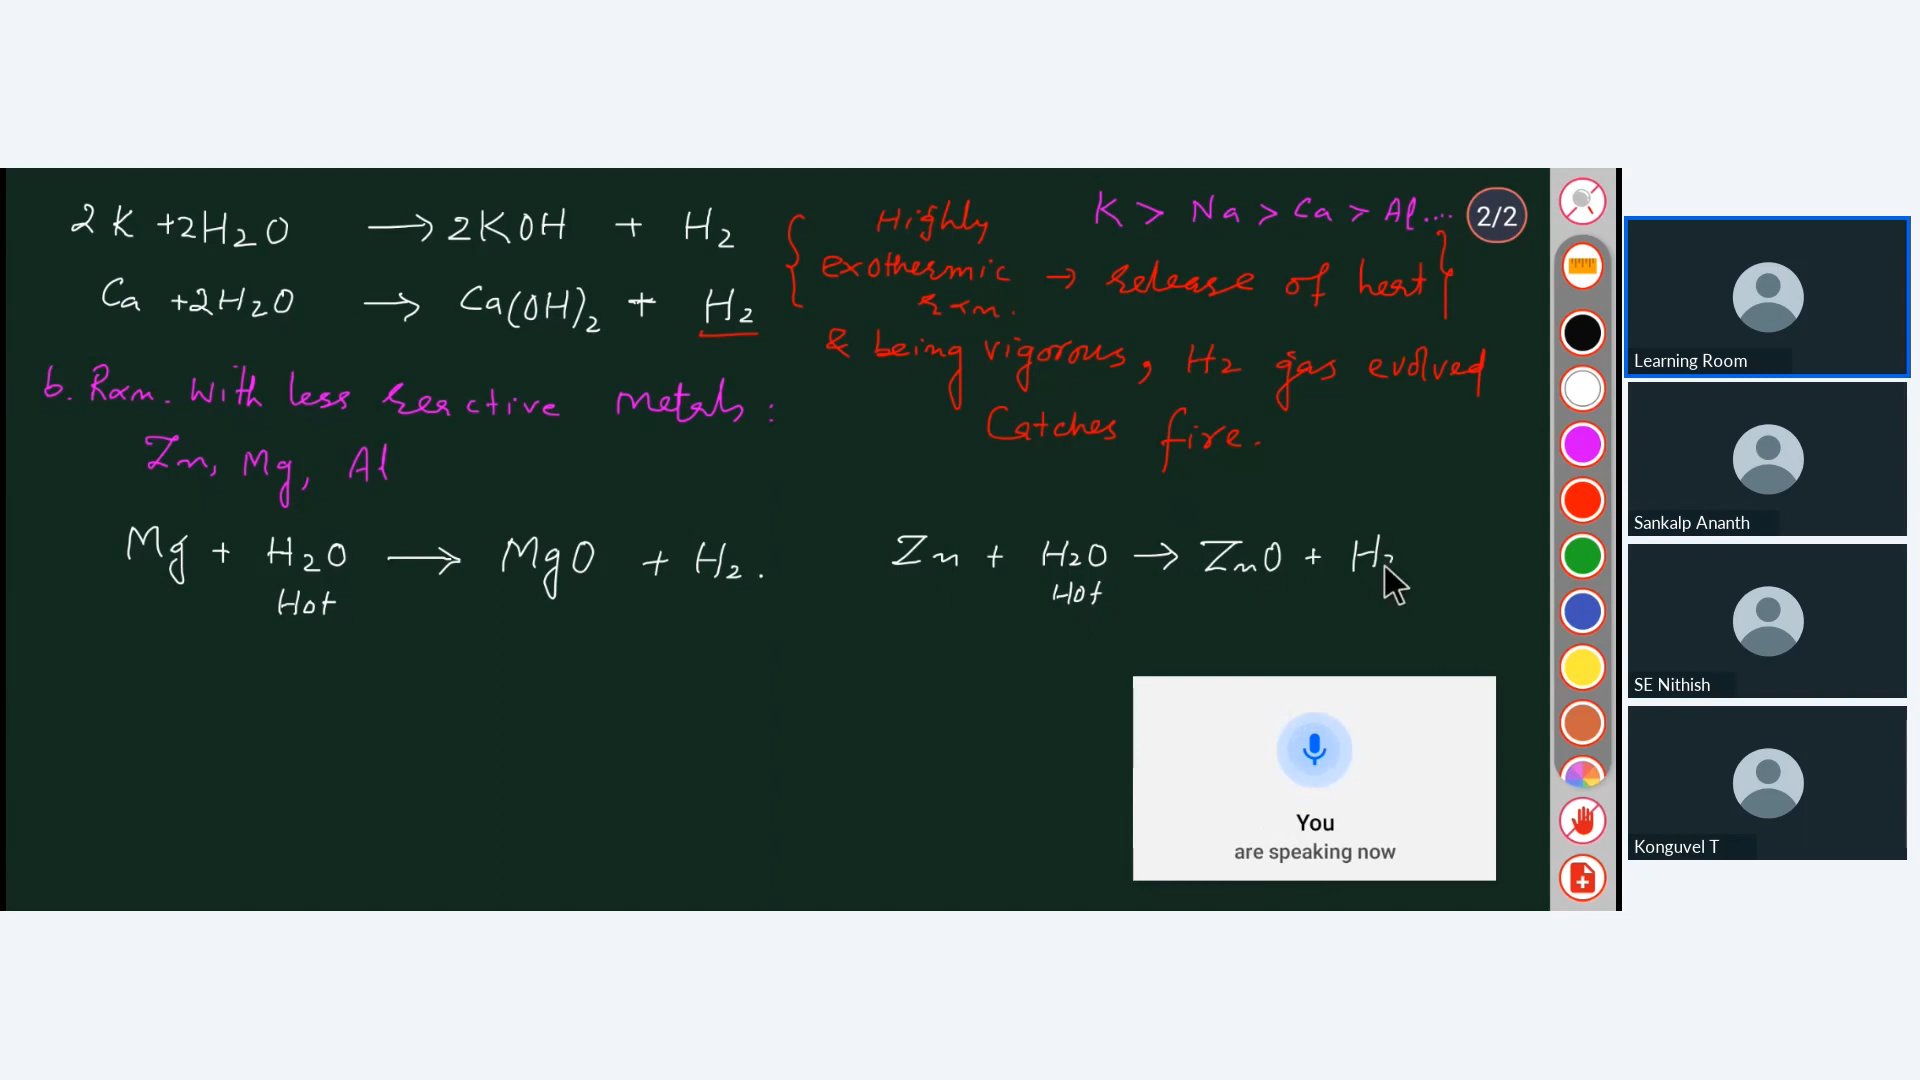 2K + 2H2O → 2KOH + H2
Ca + 2H2O → Ca(OH)2 + H2
K > Na > Ca > Al....
2/2
Highly
exothermic → release of heat
rxn.
& being vigorous, H2 gas evolved
Catches fire.
b. Rxn. With less reactive metals :
Zn, Mg, Al
Mg + H2O → MgO + H2.
Hot
Zn + H2O → ZnO + H2
Hot
You
are speaking now
Learning Room
Sankalp Ananth
SE Nithish
Konguvel T